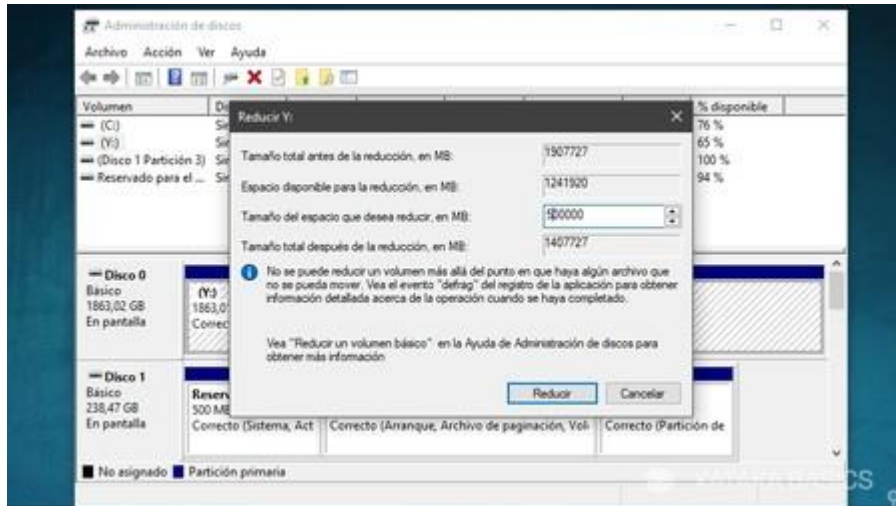 Administración de discos
Archivo Acción Ver Ayuda
Volumen
% disponible
(C:)
76 %
(Y:)
65 %
(Disco 1 Partición 3)
100 %
Reservado para el ...
94 %
Reducir Y:
Tamaño total antes de la reducción, en MB: 1907727
Espacio disponible para la reducción, en MB: 1241920
Tamaño del espacio que desea reducir, en MB: 500000
Tamaño total después de la reducción, en MB: 1407727
No se puede reducir un volumen más allá del punto en que haya algún archivo que
no se pueda mover. Vea el evento "defrag" del registro de la aplicación para obtener
información detallada acerca de la operación cuando se haya completado.
Vea "Reducir un volumen básico" en la Ayuda de Administración de discos para
obtener más información
Reducir Cancelar
Disco 0
Básico
1863,02 GB
En pantalla
(Y:)
1863,0
Correc
Disco 1
Básico
238,47 GB
En pantalla
Reserv
500 MB
Correcto (Sistema, Act
Correcto (Arranque, Archivo de paginación, Vol
Correcto (Partición de
No asignado Partición primaria
XATAKA BASICS